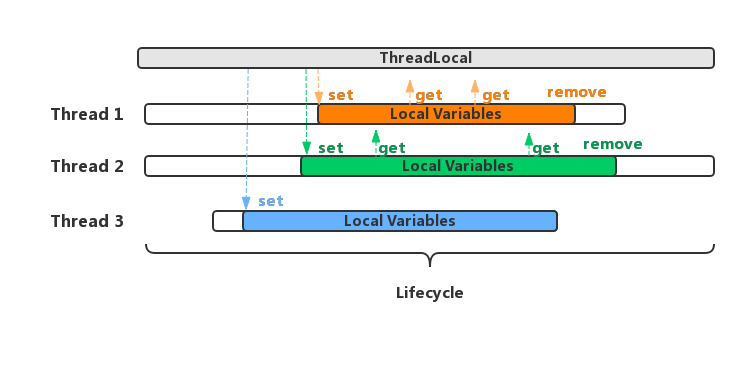 ThreadLocal
set
get
get
remove
Thread 1
Local Variables
set
get
get
remove
Thread 2
Local Variables
set
Thread 3
Local Variables
Lifecycle